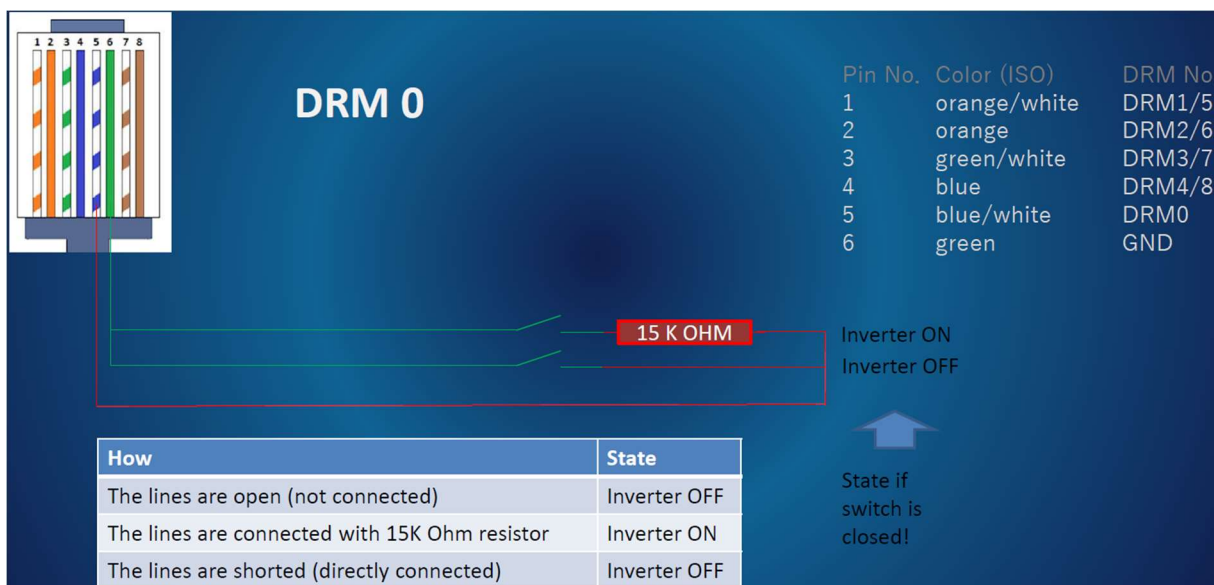 1 2 3 4 5 6 7 8
DRM 0
Pin No. Color (ISO) DRM No
1 orange/white DRM1/5
2 orange DRM2/6
3 green/white DRM3/7
4 blue DRM4/8
5 blue/white DRM0
6 green GND
15 K OHM
Inverter ON
Inverter OFF
How State
The lines are open (not connected) Inverter OFF
The lines are connected with 15K Ohm resistor Inverter ON
The lines are shorted (directly connected) Inverter OFF
State if
switch is
closed!